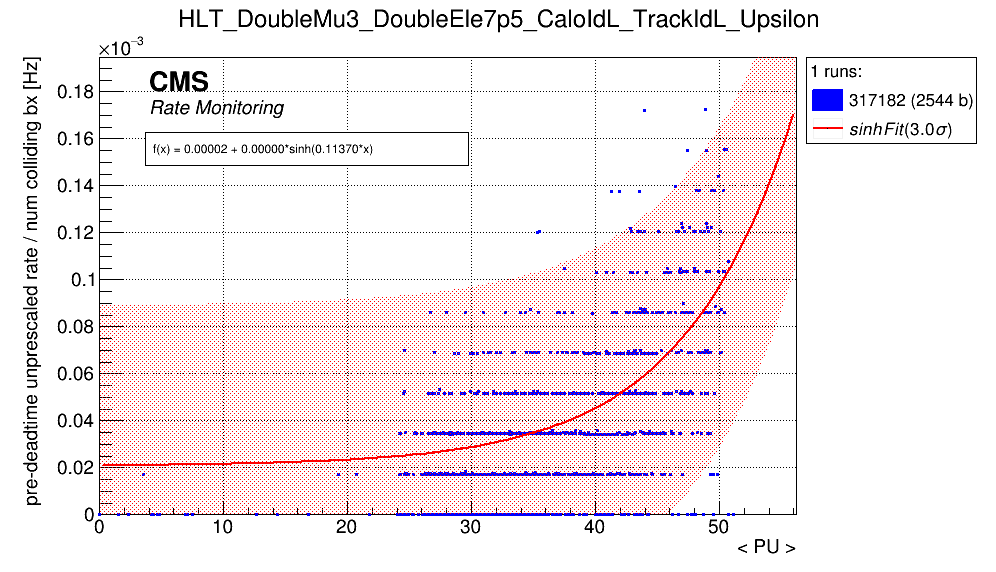 HLT_DoubleMu3_DoubleEle7p5_CaloIdL_TrackIdL_Upsilon
×10⁻³
pre-deadtime unprescaled rate / num colliding bx [Hz]
0.18
0.16
0.14
0.12
0.1
0.08
0.06
0.04
0.02
0
CMS
Rate Monitoring
f(x) = 0.00002 + 0.00000*sinh(0.11370*x)
1 runs:
317182 (2544 b)
sinhFit(3.0σ)
0 10 20 30 40 50
< PU >